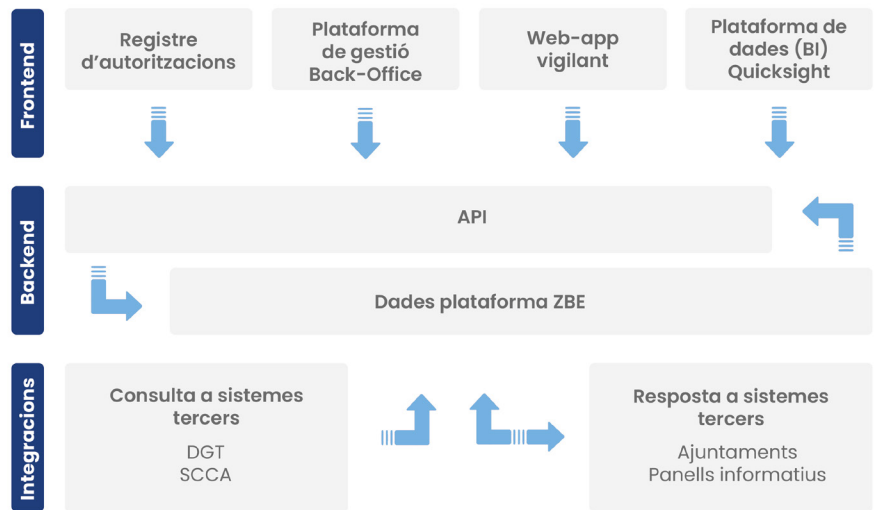 Frontend
Registre
d'autoritzacions
Plataforma
de gestió
Back-Office
Web-app
vigilant
Plataforma de
dades (BI)
Quicksight
Backend
API
Dades plataforma ZBE
Integracions
Consulta a sistemes
tercers
DGT
SCCA
Resposta a sistemes
tercers
Ajuntaments
Panells informatius